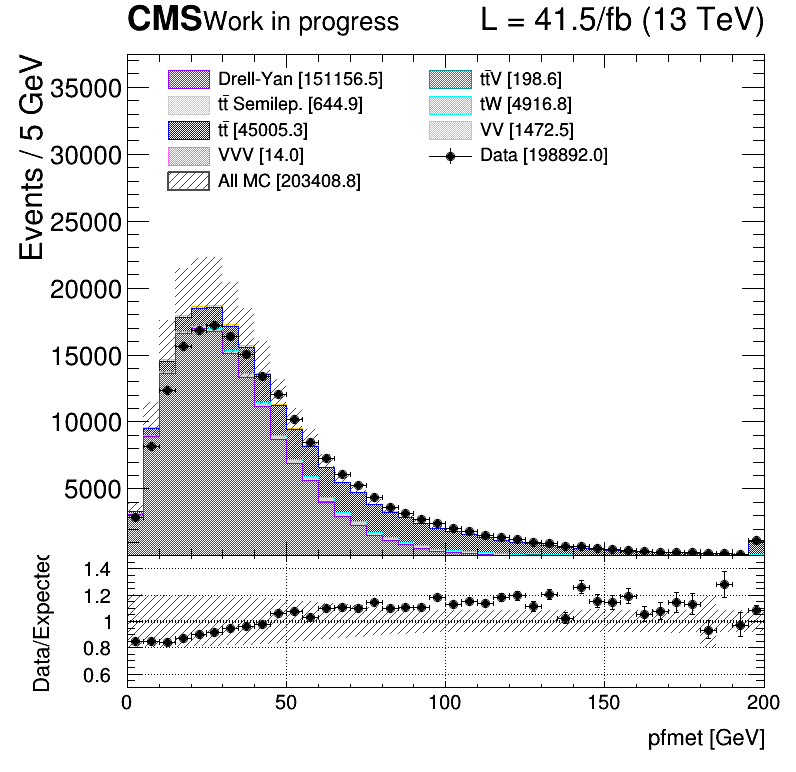 CMS Work in progress L = 41.5/fb (13 TeV)
Events / 5 GeV
35000
30000
25000
20000
15000
10000
5000
Drell-Yan [151156.5]
tt̄ Semilep. [644.9]
tt̄ [45005.3]
VVV [14.0]
All MC [203408.8]
tt̄V [198.6]
tW [4916.8]
VV [1472.5]
Data [198892.0]
Data/Expected
1.4
1.2
1
0.8
0.6
0 50 100 150 200
pfmet [GeV]